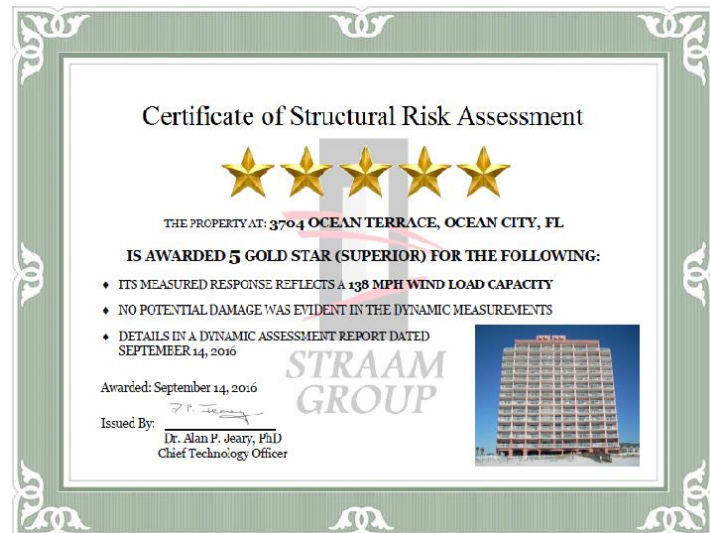 Certificate of Structural Risk Assessment
THE PROPERTY AT: 3704 OCEAN TERRACE, OCEAN CITY, FL
IS AWARDED 5 GOLD STAR (SUPERIOR) FOR THE FOLLOWING:
♦ ITS MEASURED RESPONSE REFLECTS A 138 MPH WIND LOAD CAPACITY
♦ NO POTENTIAL DAMAGE WAS EVIDENT IN THE DYNAMIC MEASUREMENTS
♦ DETAILS IN A DYNAMIC ASSESSMENT REPORT DATED
SEPTEMBER 14, 2016
STRAAM
GROUP
Awarded: September 14, 2016
Issued By:
Dr. Alan P. Jeary, PhD
Chief Technology Officer